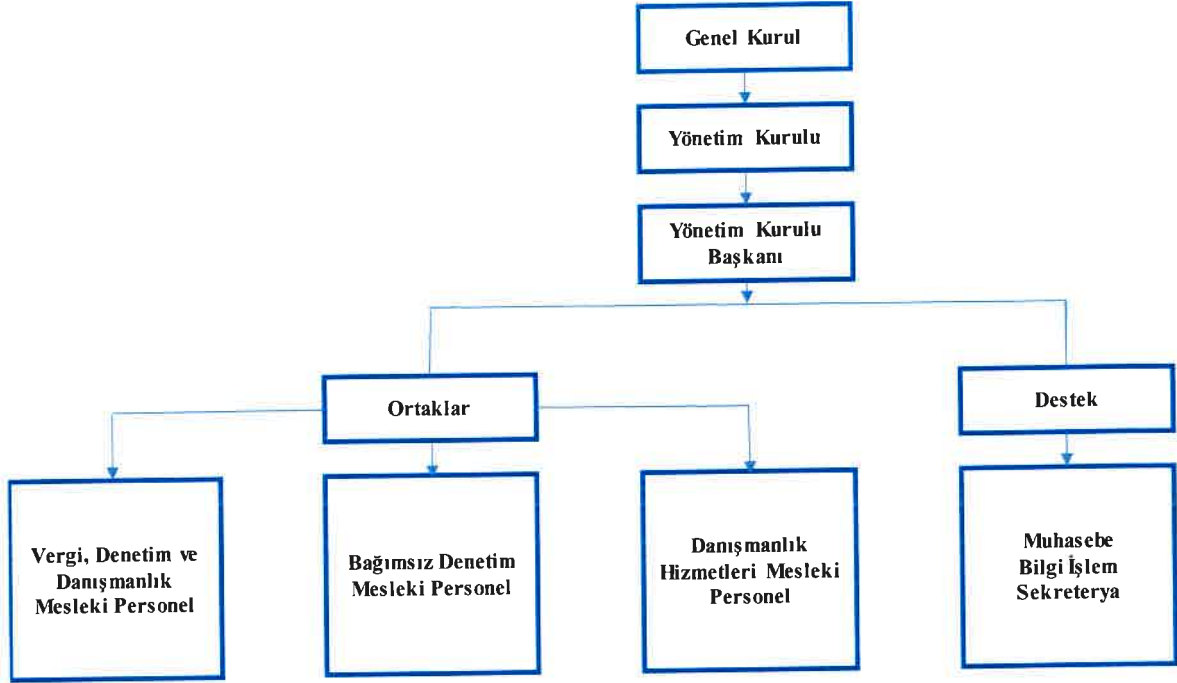 Genel Kurul
Yönetim Kurulu
Yönetim Kurulu
Başkanı
Ortaklar
Destek
Vergi, Denetim ve
Danışmanlık
Mesleki Personel
Bağımsız Denetim
Mesleki Personel
Danışmanlık
Hizmetleri Mesleki
Personel
Muhasebe
Bilgi İşlem
Sekreterya